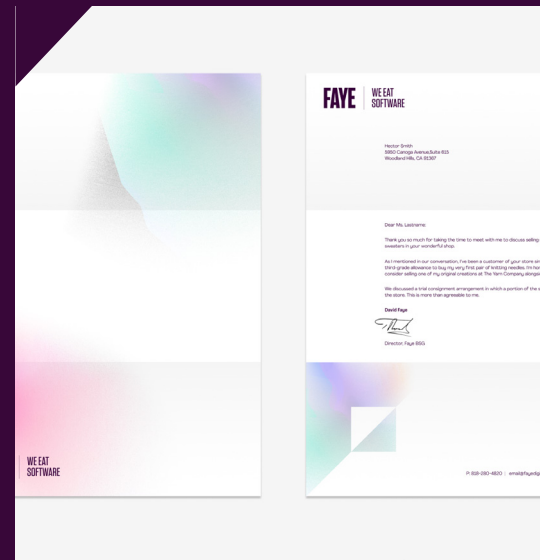 WE EAT
SOFTWARE
FAYE
WE EAT
SOFTWARE
Hector Smith
5950 Canoga Avenue,Suite 815
Woodland Hills, CA 91367
Dear Ms. Lastname:
Thank you so much for taking the time to meet with me to discuss selling
sweaters in your wonderful shop.
As I mentioned in our conversation, I've been a customer of your store
third-grade allowance to buy my very first pair of knitting needles. I'm
consider selling one of my original creations at The Yarn Company
We discussed a trial consignment arrangement in which a portion of the
the store. This is more than agreeable to me.
David Faye
Director, Faye BSG.
P: 818-280-4820 |